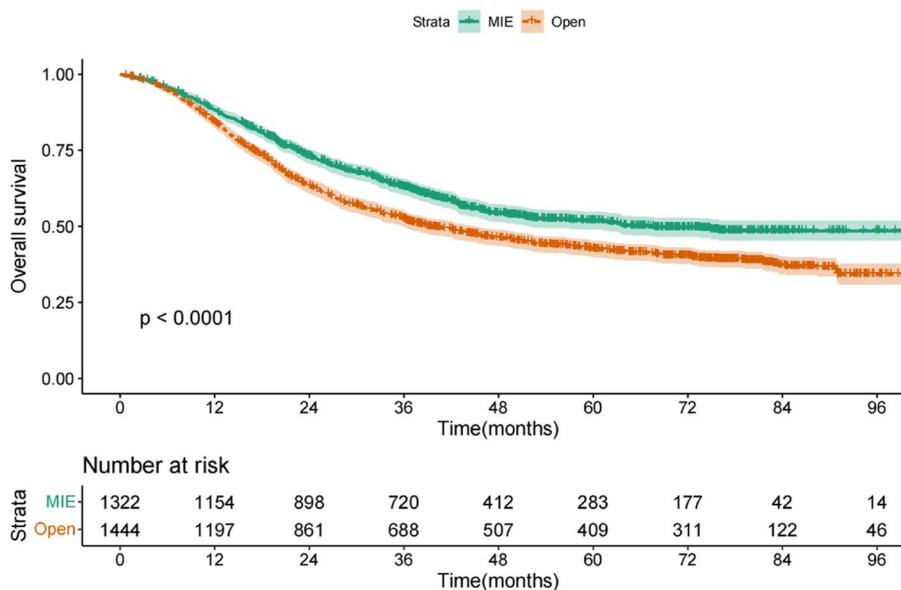 Strata MIE Open
1.00
0.75
0.50
0.25
0.00
Overall survival
p < 0.0001
0 12 24 36 48 60 72 84 96
Time(months)
Number at risk
Strata
MIE 1322 1154 898 720 412 283 177 42 14
Open 1444 1197 861 688 507 409 311 122 46
0 12 24 36 48 60 72 84 96
Time(months)